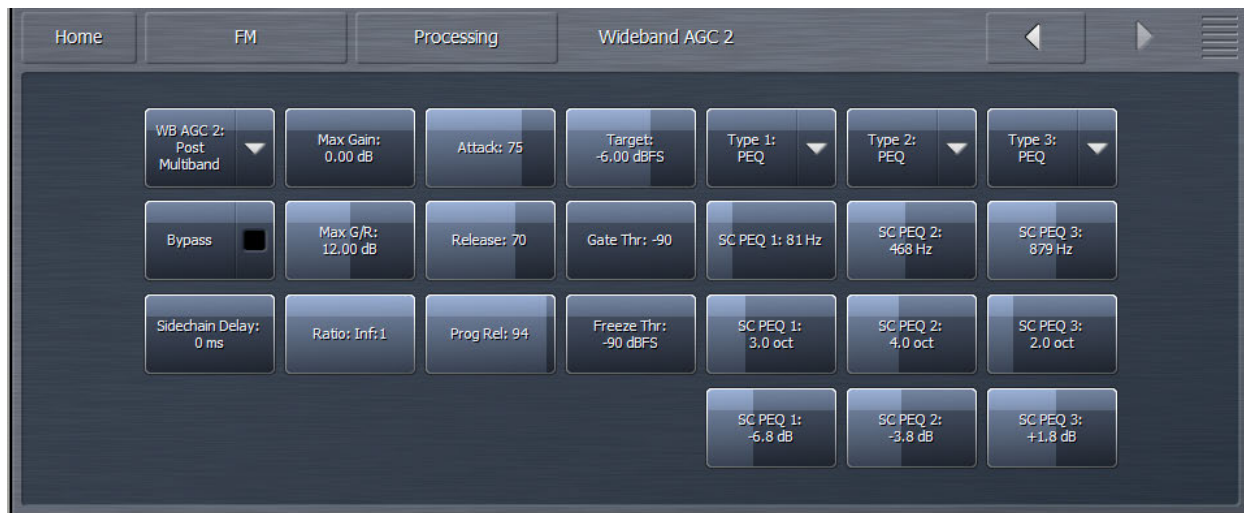 Home
FM
Processing
Wideband AGC 2
WB AGC 2:
Post
Multiband
Max Gain:
0.00 dB
Attack: 75
Target:
-6.00 dBFS
Type 1:
PEQ
Type 2:
PEQ
Type 3:
PEQ
Bypass
Max G/R:
12.00 dB
Release: 70
Gate Thr: -90
SC PEQ 1: 81 Hz
SC PEQ 2:
468 Hz
SC PEQ 3:
879 Hz
Sidechain Delay:
0 ms
Ratio: Inf:1
Prog Rel: 94
Freeze Thr:
-90 dBFS
SC PEQ 1:
3.0 oct
SC PEQ 2:
4.0 oct
SC PEQ 3:
2.0 oct
SC PEQ 1:
-6.8 dB
SC PEQ 2:
-3.8 dB
SC PEQ 3:
+1.8 dB